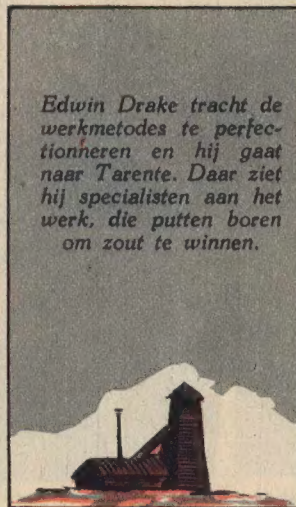 Edwin Drake tracht de
werkmetodes te perfec-
tionneren en hij gaat
naar Tarente. Daar ziet
hij specialisten aan het
werk, die putten boren
om zout te winnen.